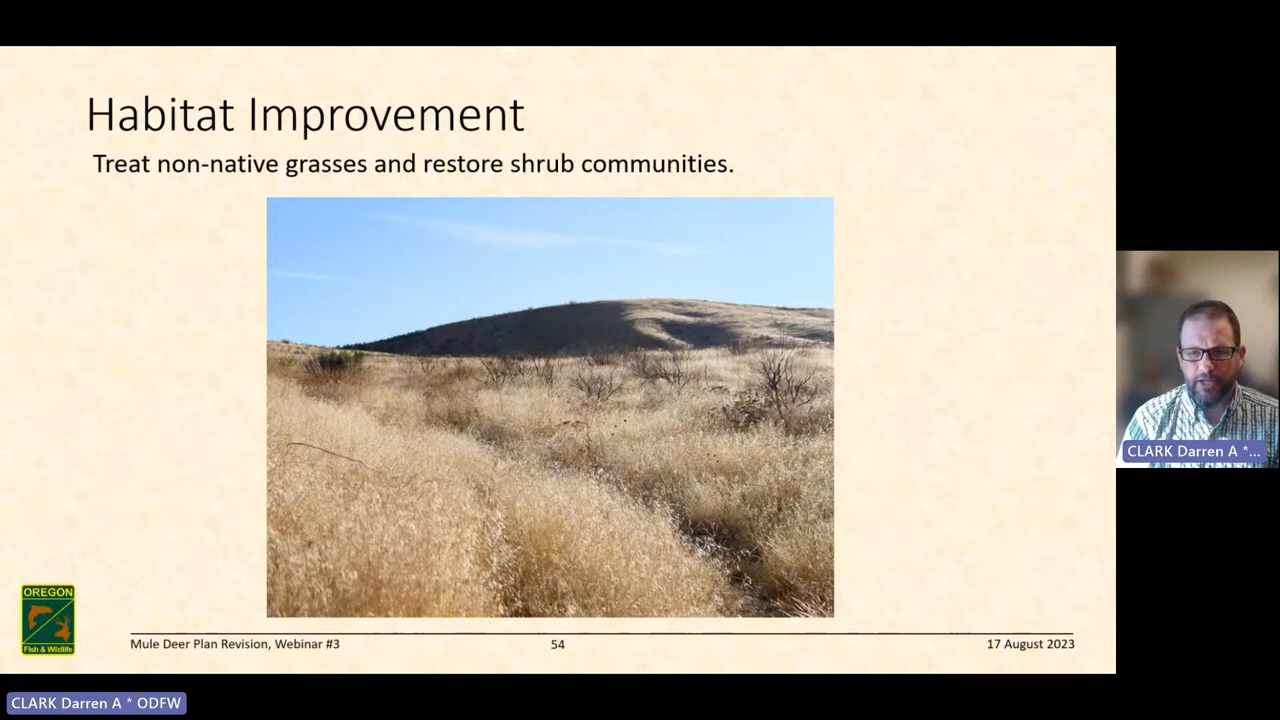 Habitat Improvement
Treat non-native grasses and restore shrub communities.
CLARK Darren A *...
OREGON
Fish & Wildlife
Mule Deer Plan Revision, Webinar #3
54
17 August 2023
CLARK Darren A * ODFW